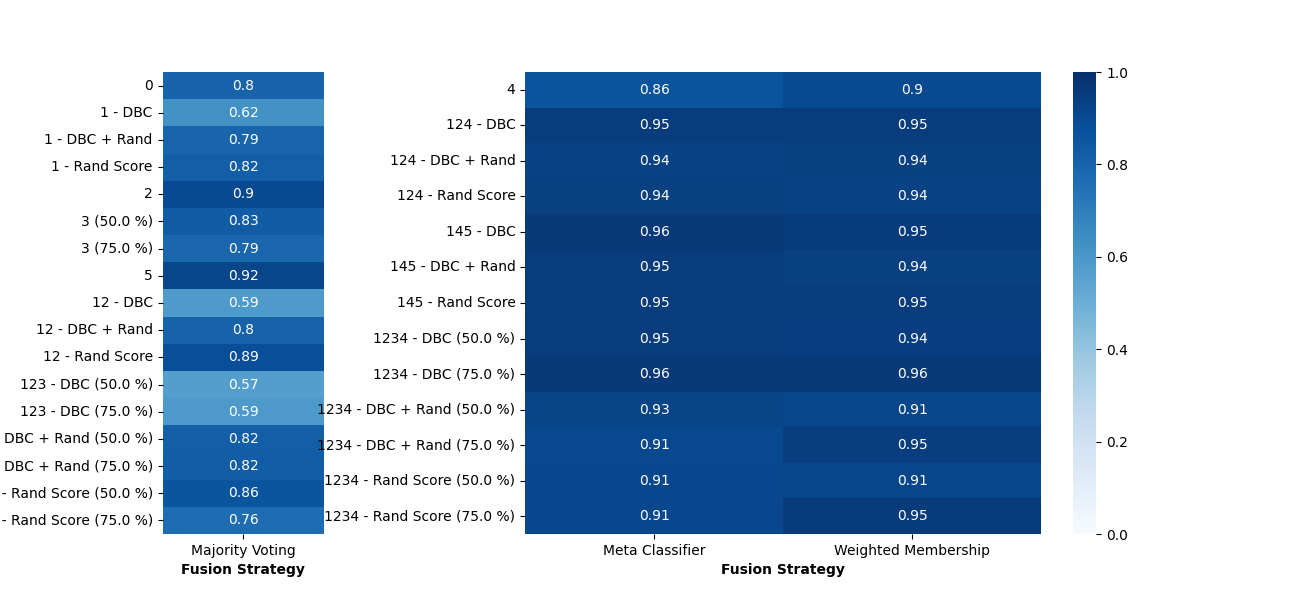 0 0.8
1 - DBC 0.62
1 - DBC + Rand 0.79
1 - Rand Score 0.82
2 0.9
3 (50.0 %) 0.83
3 (75.0 %) 0.79
5 0.92
12 - DBC 0.59
12 - DBC + Rand 0.8
12 - Rand Score 0.89
123 - DBC (50.0 %) 0.57
123 - DBC (75.0 %) 0.59
DBC + Rand (50.0 %) 0.82
DBC + Rand (75.0 %) 0.82
- Rand Score (50.0 %) 0.86
- Rand Score (75.0 %) 0.76
Majority Voting
Fusion Strategy
4 0.86 0.9
124 - DBC 0.95 0.95
124 - DBC + Rand 0.94 0.94
124 - Rand Score 0.94 0.94
145 - DBC 0.96 0.95
145 - DBC + Rand 0.95 0.94
145 - Rand Score 0.95 0.95
1234 - DBC (50.0 %) 0.95 0.94
1234 - DBC (75.0 %) 0.96 0.96
1234 - DBC + Rand (50.0 %) 0.93 0.91
1234 - DBC + Rand (75.0 %) 0.91 0.95
1234 - Rand Score (50.0 %) 0.91 0.91
1234 - Rand Score (75.0 %) 0.91 0.95
Meta Classifier Weighted Membership
Fusion Strategy
1.0
0.8
0.6
0.4
0.2
0.0